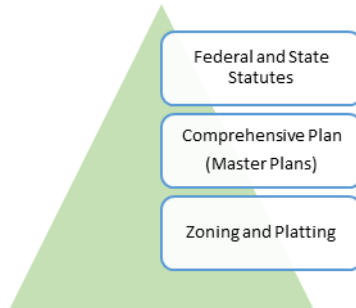 Federal and State
Statutes
Comprehensive Plan
(Master Plans)
Zoning and Platting